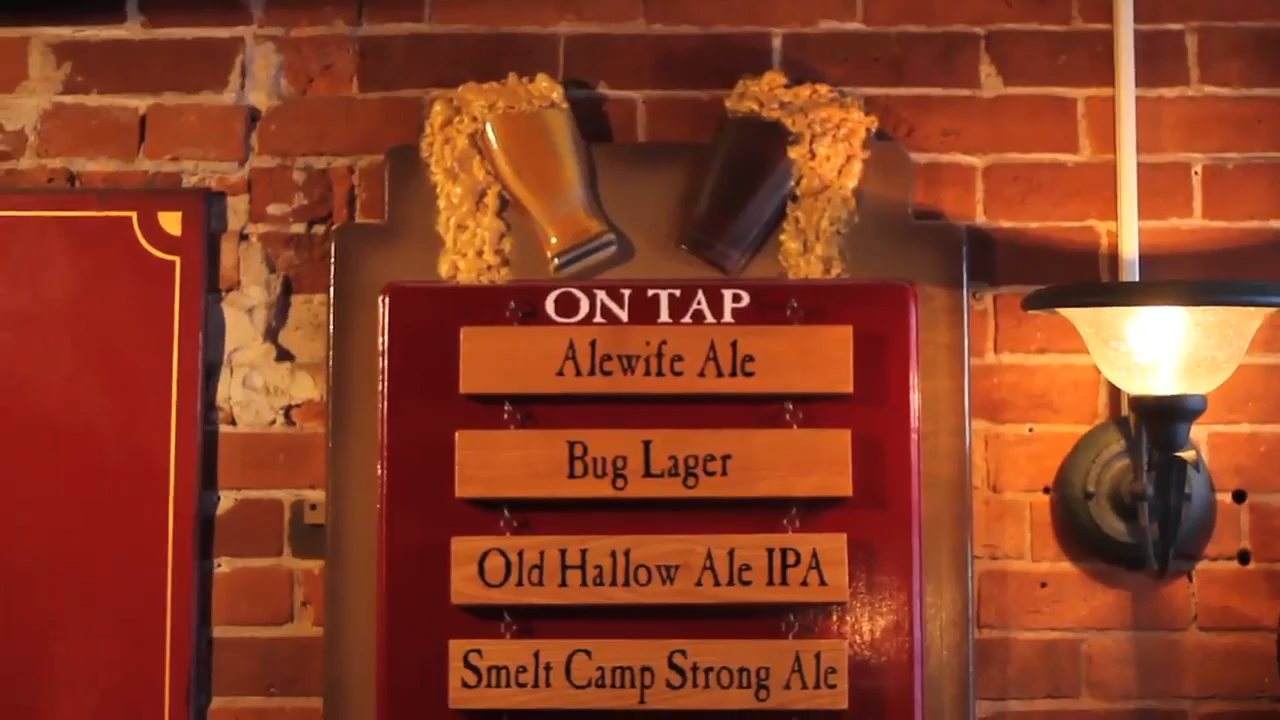 ON TAP
Alewife Ale
Bug Lager
Old Hallow Ale IPA
Smelt Camp Strong Ale